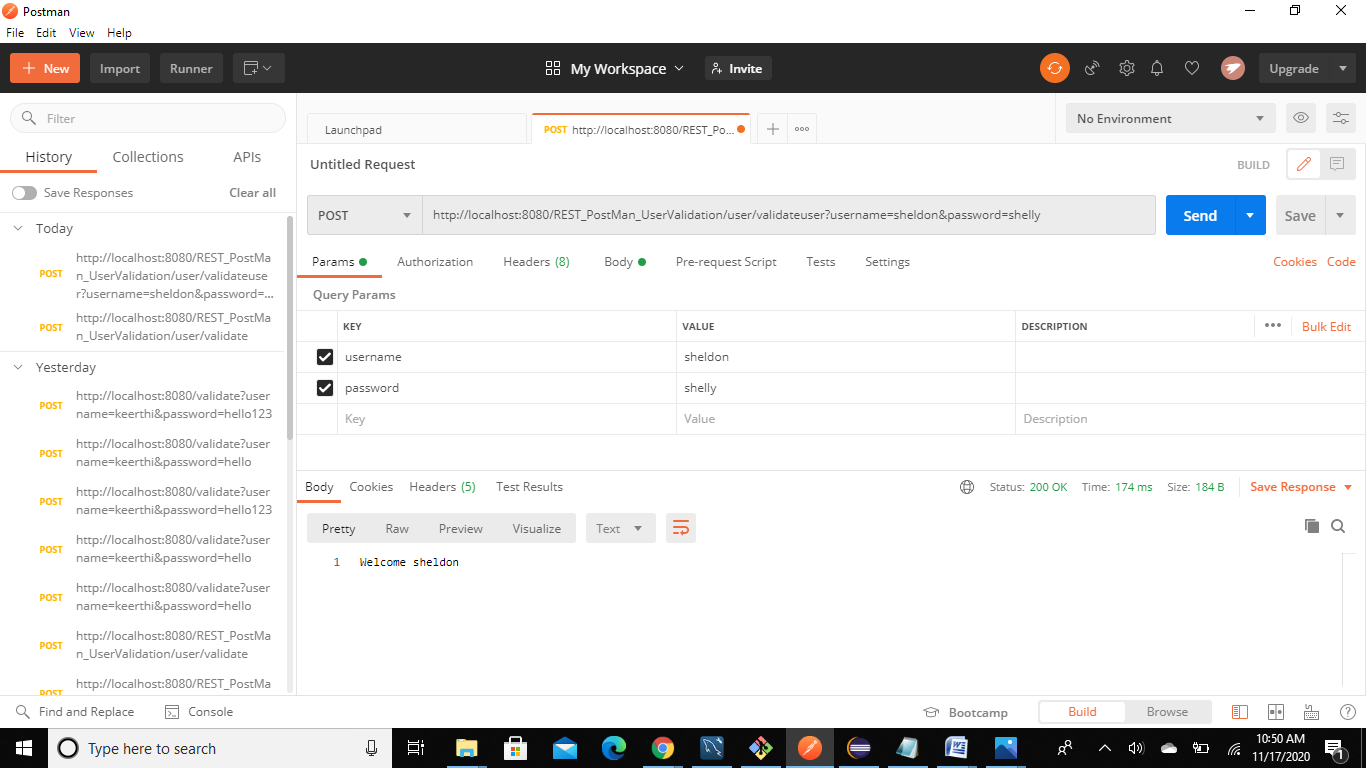 Postman
File Edit View Help
New Import Runner My Workspace Invite Upgrade
Filter
History Collections APIs
Save Responses Clear all
Today
POST http://localhost:8080/REST_PostMa
n_UserValidation/user/validateuse
r?username=sheldon&password=...
POST http://localhost:8080/REST_PostMa
n_UserValidation/user/validate
Yesterday
POST http://localhost:8080/validate?user
name=keerthi&password=hello123
POST http://localhost:8080/validate?user
name=keerthi&password=hello
POST http://localhost:8080/validate?user
name=keerthi&password=hello123
POST http://localhost:8080/validate?user
name=keerthi&password=hello
POST http://localhost:8080/validate?user
name=keerthi&password=hello
POST http://localhost:8080/REST_PostMa
n_UserValidation/user/validate
POST http://localhost:8080/REST_PostMa
Launchpad POST http://localhost:8080/REST_Po... No Environment
Untitled Request BUILD
POST http://localhost:8080/REST_PostMan_UserValidation/user/validateuser?username=sheldon&password=shelly Send Save
Params Authorization Headers (8) Body Pre-request Script Tests Settings Cookies Code
Query Params
KEY VALUE DESCRIPTION Bulk Edit
username sheldon
password shelly
Key Value Description
Body Cookies Headers (5) Test Results Status: 200 OK Time: 174 ms Size: 184 B Save Response
Pretty Raw Preview Visualize Text
1 Welcome sheldon
Find and Replace Console Bootcamp Build Browse
Type here to search
10:50 AM
11/17/2020
1